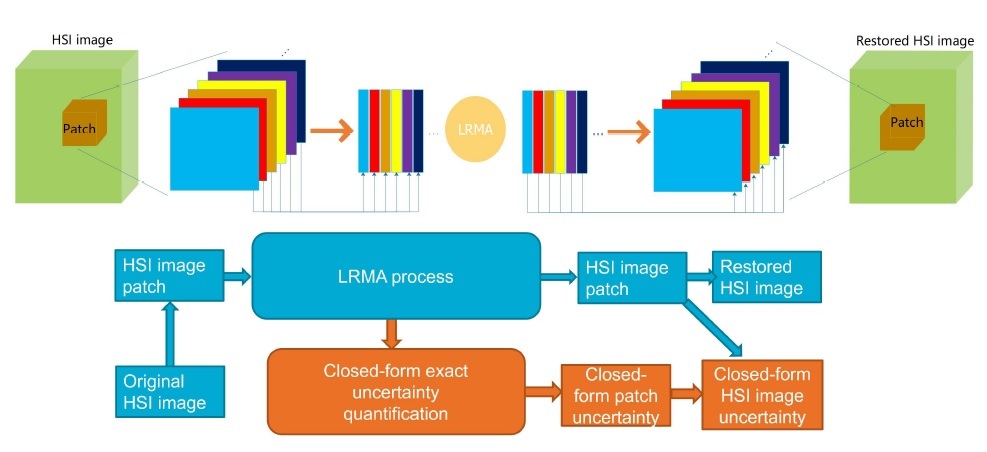 HSI image
Restored HSI image
Patch
...
LRMA
...
Patch
HSI image
patch
LRMA process
HSI image
patch
Restored
HSI image
Original
HSI image
Closed-form exact
uncertainty
quantification
Closed-
form patch
uncertainty
Closed-form
HSI image
uncertainty